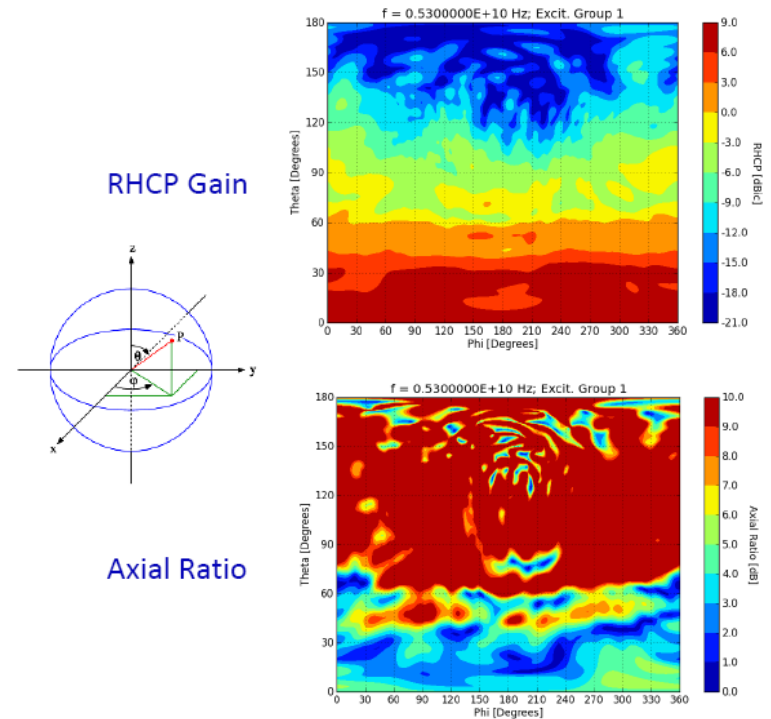 f = 0.5300000E+10 Hz; Excit. Group 1
180
150
120
90
60
30
0
Theta [Degrees]
0 30 60 90 120 150 180 210 240 270 300 330 360
Phi [Degrees]
9.0
6.0
3.0
0.0
-3.0
-6.0
-9.0
-12.0
-15.0
-18.0
-21.0
RHCP [dBic]
RHCP Gain
z
P
θ
y
φ
x
f = 0.5300000E+10 Hz; Excit. Group 1
180
150
120
90
60
30
0
Theta [Degrees]
0 30 60 90 120 150 180 210 240 270 300 330 360
Phi [Degrees]
10.0
9.0
8.0
7.0
6.0
5.0
4.0
3.0
2.0
1.0
0.0
Axial Ratio [dB]
Axial Ratio